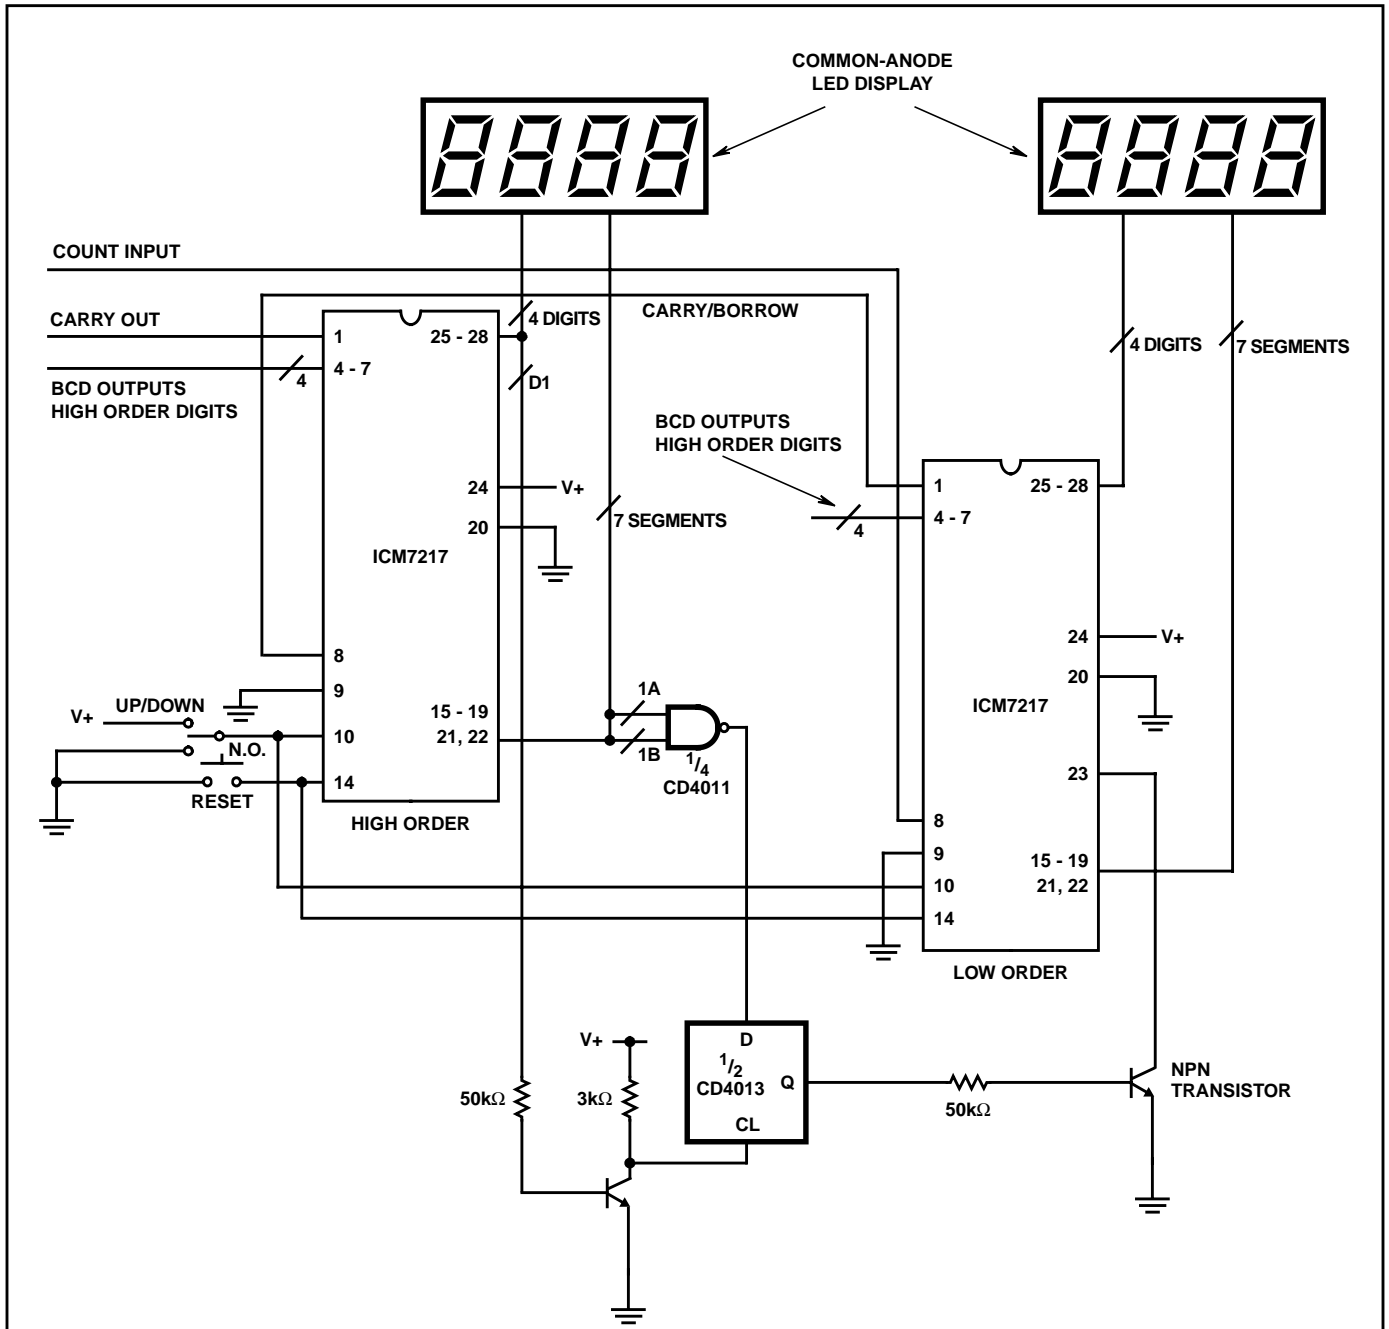 COMMON-ANODE
LED DISPLAY
COUNT INPUT
CARRY OUT
BCD OUTPUTS
HIGH ORDER DIGITS
4
1
4 - 7
25 - 28
4 DIGITS
D1
CARRY/BORROW
24
V+
20
ICM7217
7 SEGMENTS
8
9
10
14
15 - 19
21, 22
HIGH ORDER
V+
UP/DOWN
N.O.
RESET
1A
1B
1/4
CD4011
BCD OUTPUTS
HIGH ORDER DIGITS
4
1
4 - 7
25 - 28
4 DIGITS
7 SEGMENTS
24
V+
20
ICM7217
23
8
9
10
14
15 - 19
21, 22
LOW ORDER
V+
50kΩ
3kΩ
D
1/2
CD4013
Q
CL
50kΩ
NPN
TRANSISTOR